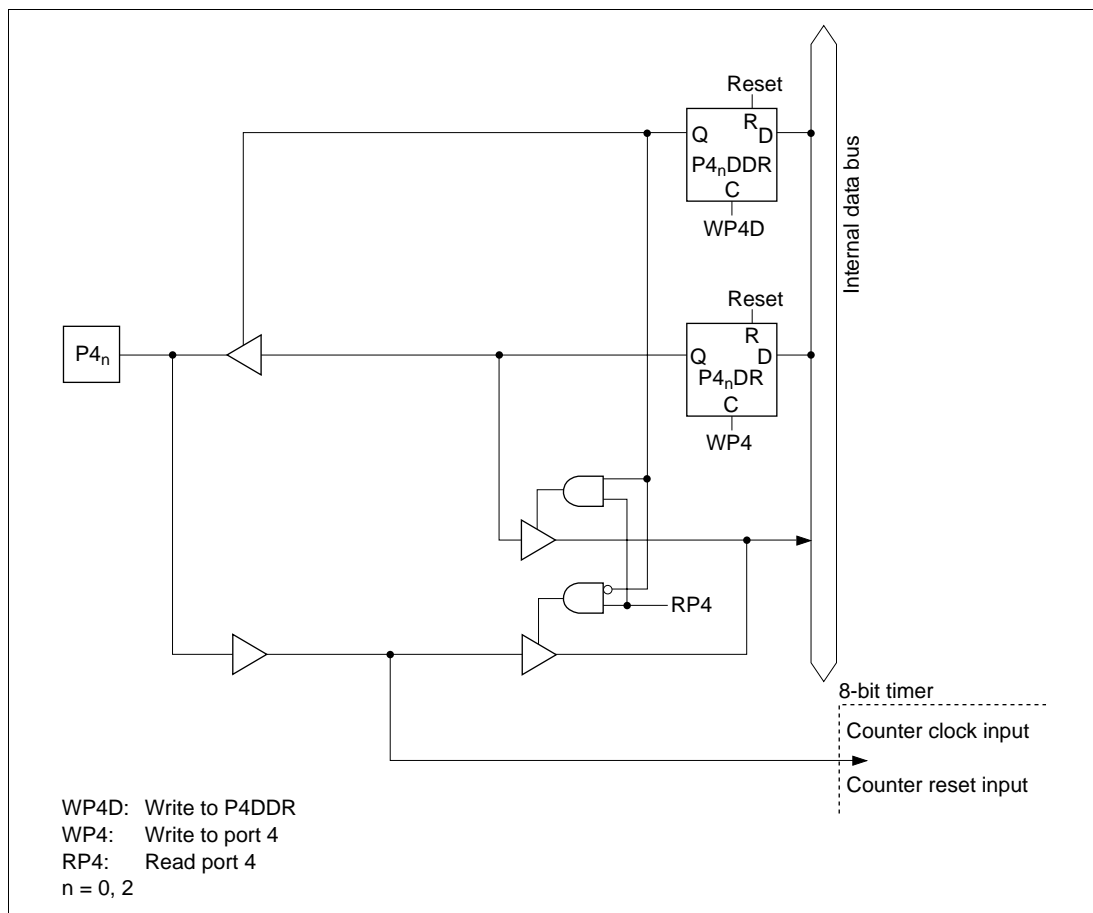 Reset
R
Q D
P4nDDR
C
WP4D
Internal data bus
Reset
R
Q D
P4nDR
C
WP4
P4n
RP4
8-bit timer
Counter clock input
Counter reset input
WP4D: Write to P4DDR
WP4: Write to port 4
RP4: Read port 4
n = 0, 2